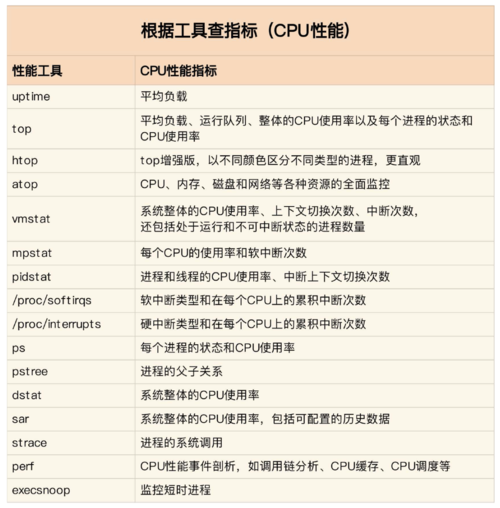 根据工具查指标（CPU性能）
性能工具 CPU性能指标
uptime 平均负载
top 平均负载、运行队列、整体的CPU使用率以及每个进程的状态和
CPU使用率
htop top增强版，以不同颜色区分不同类型的进程，更直观
atop CPU、内存、磁盘和网络等各种资源的全面监控
vmstat 系统整体的CPU使用率、上下文切换次数、中断次数，
还包括处于运行和不可中断状态的进程数量
mpstat 每个CPU的使用率和软中断次数
pidstat 进程和线程的CPU使用率、中断上下文切换次数
/proc/softirqs 软中断类型和在每个CPU上的累积中断次数
/proc/interrupts 硬中断类型和在每个CPU上的累积中断次数
ps 每个进程的状态和CPU使用率
pstree 进程的父子关系
dstat 系统整体的CPU使用率
sar 系统整体的CPU使用率，包括可配置的历史数据
strace 进程的系统调用
perf CPU性能事件剖析，如调用链分析、CPU缓存、CPU调度等
execsnoop 监控短时进程